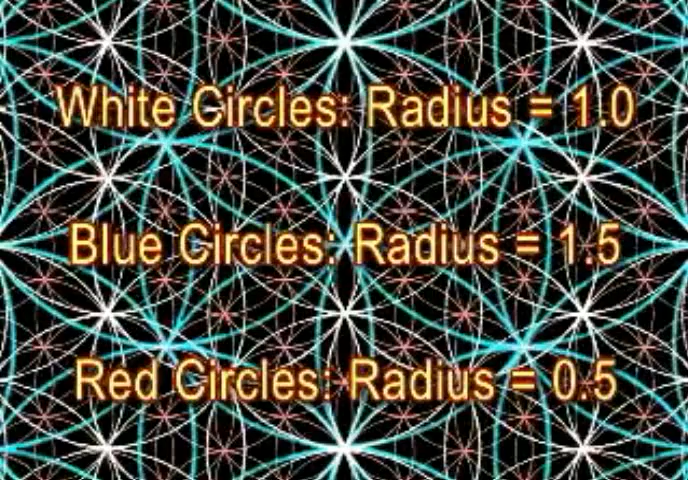 White Circles: Radius = 1.0
Blue Circles: Radius = 1.5
Red Circles: Radius = 0.5